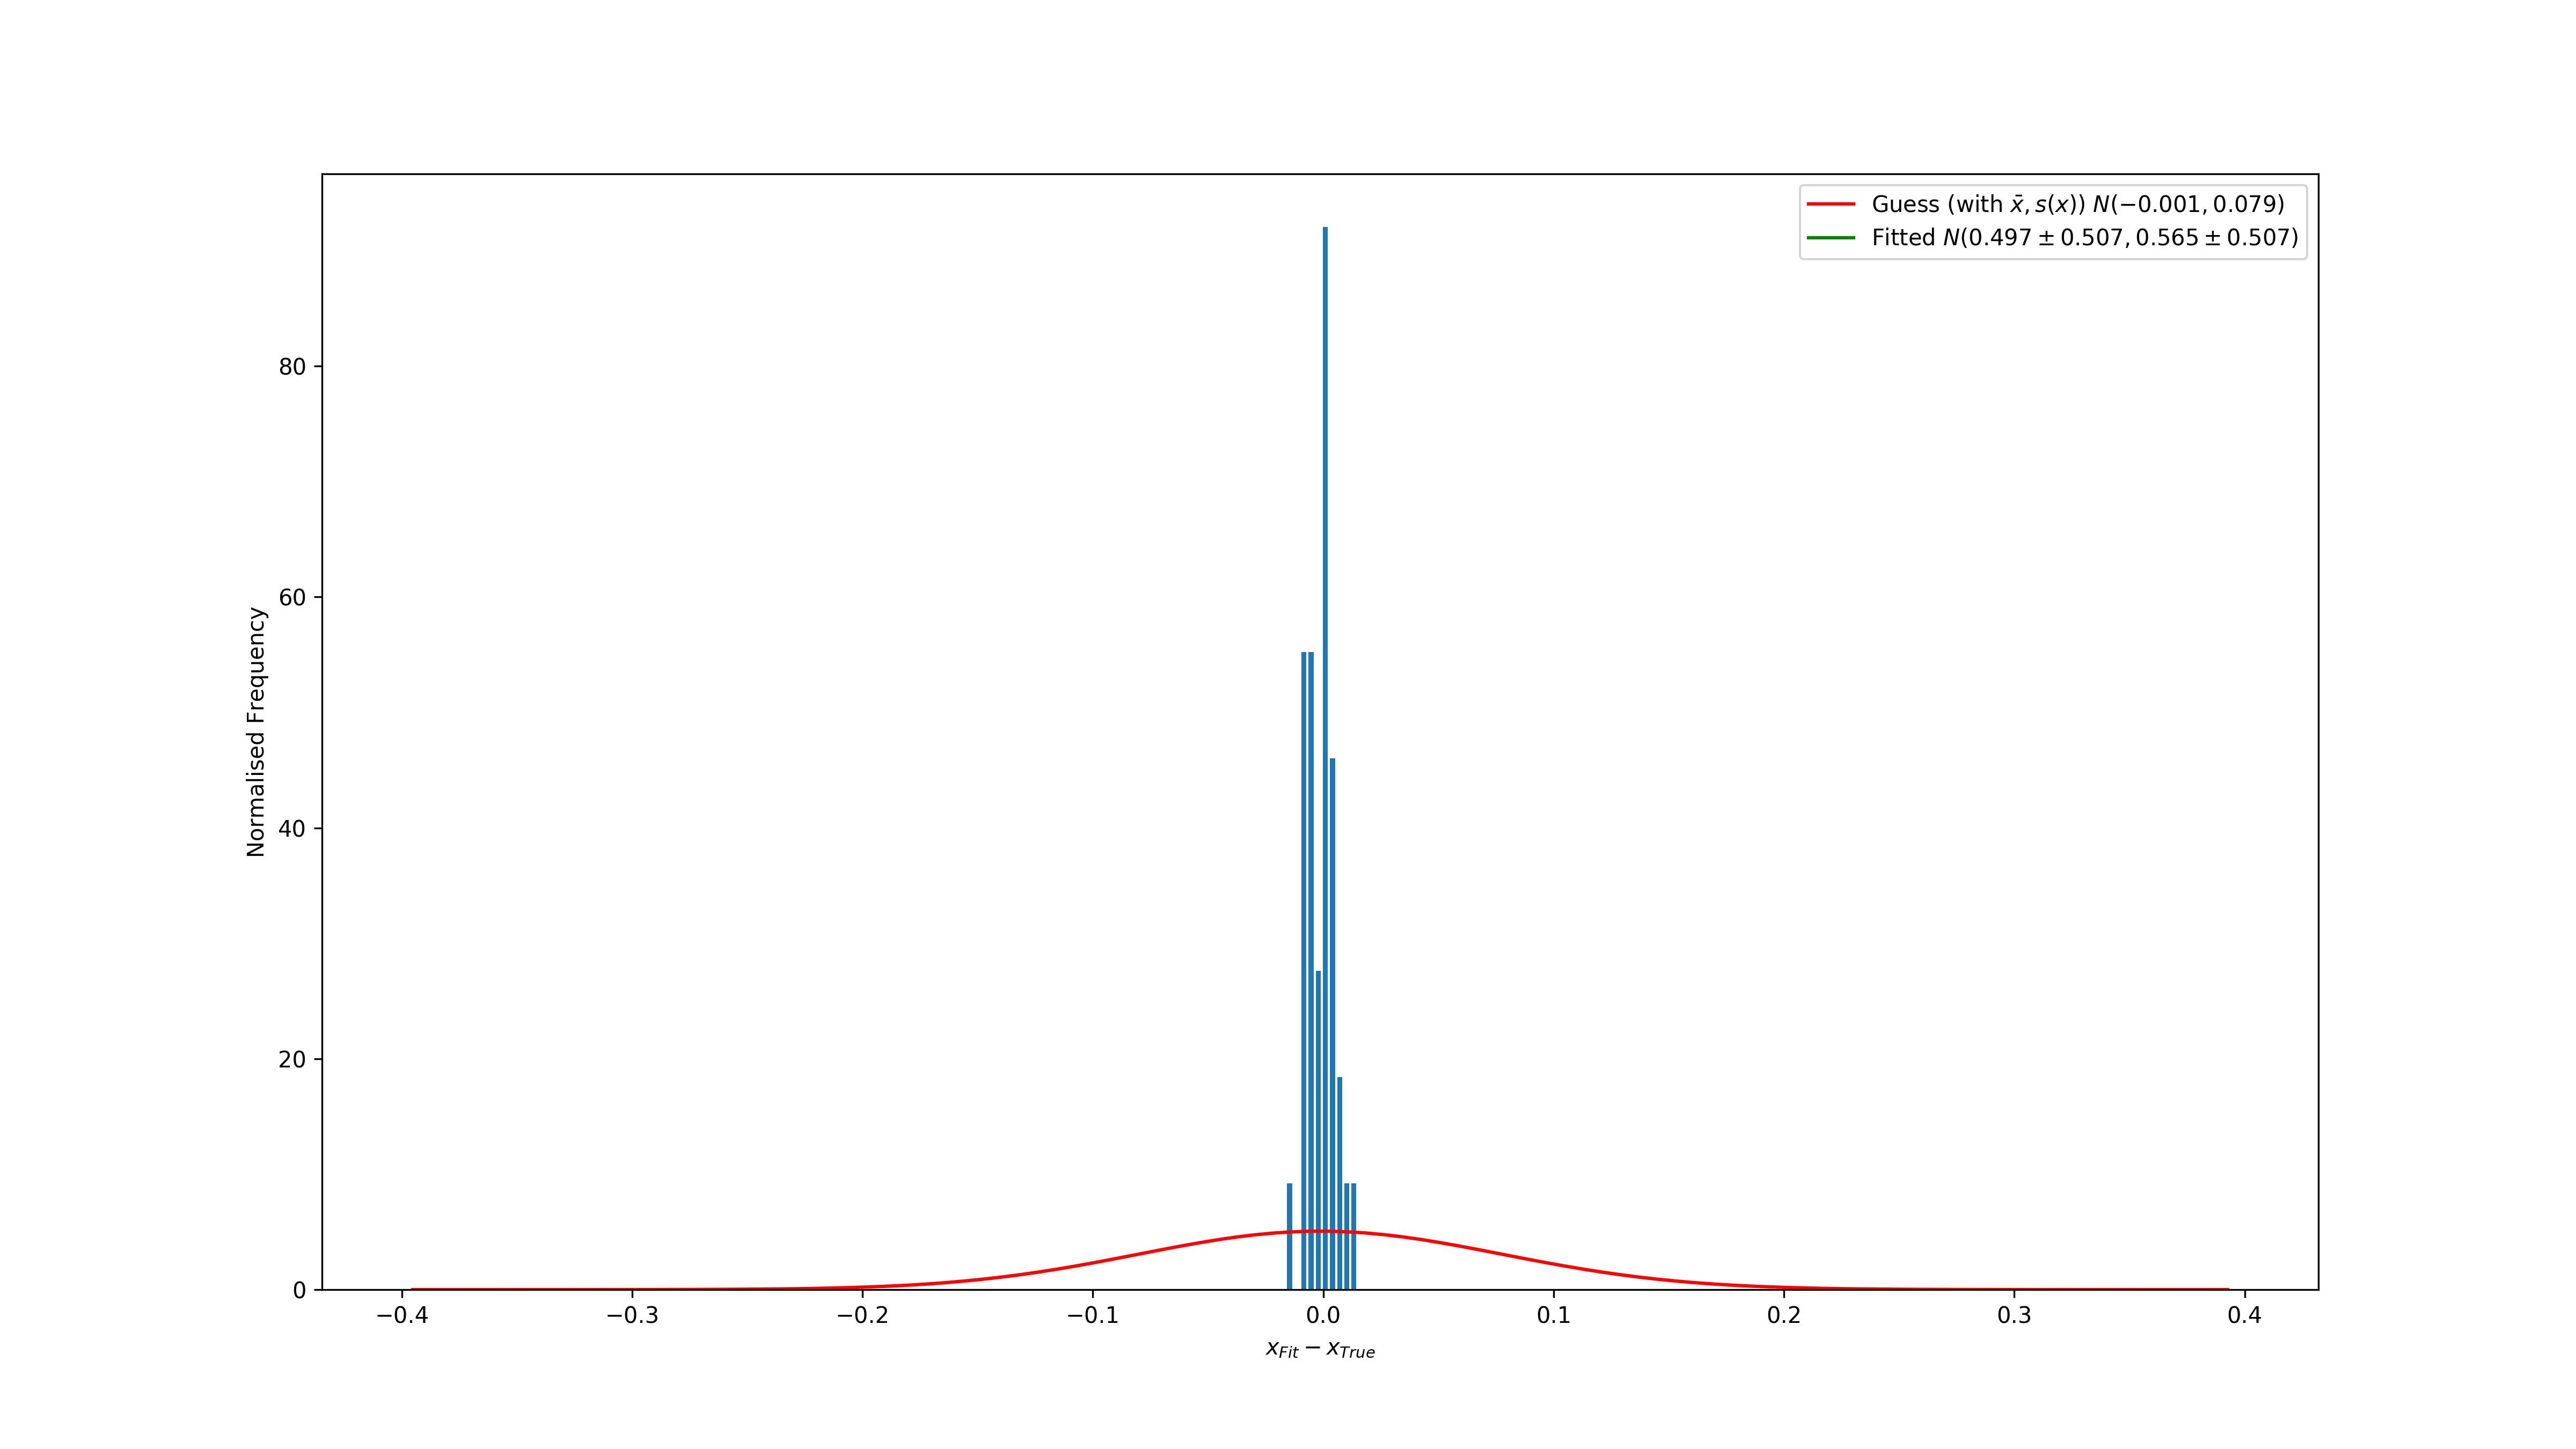 Guess (with x̄, s(x)) N(−0.001, 0.079)
Fitted N(0.497 ± 0.507, 0.565 ± 0.507)
Normalised Frequency
80
60
40
20
0
−0.4 −0.3 −0.2 −0.1 0.0 0.1 0.2 0.3 0.4
x_Fit − x_True